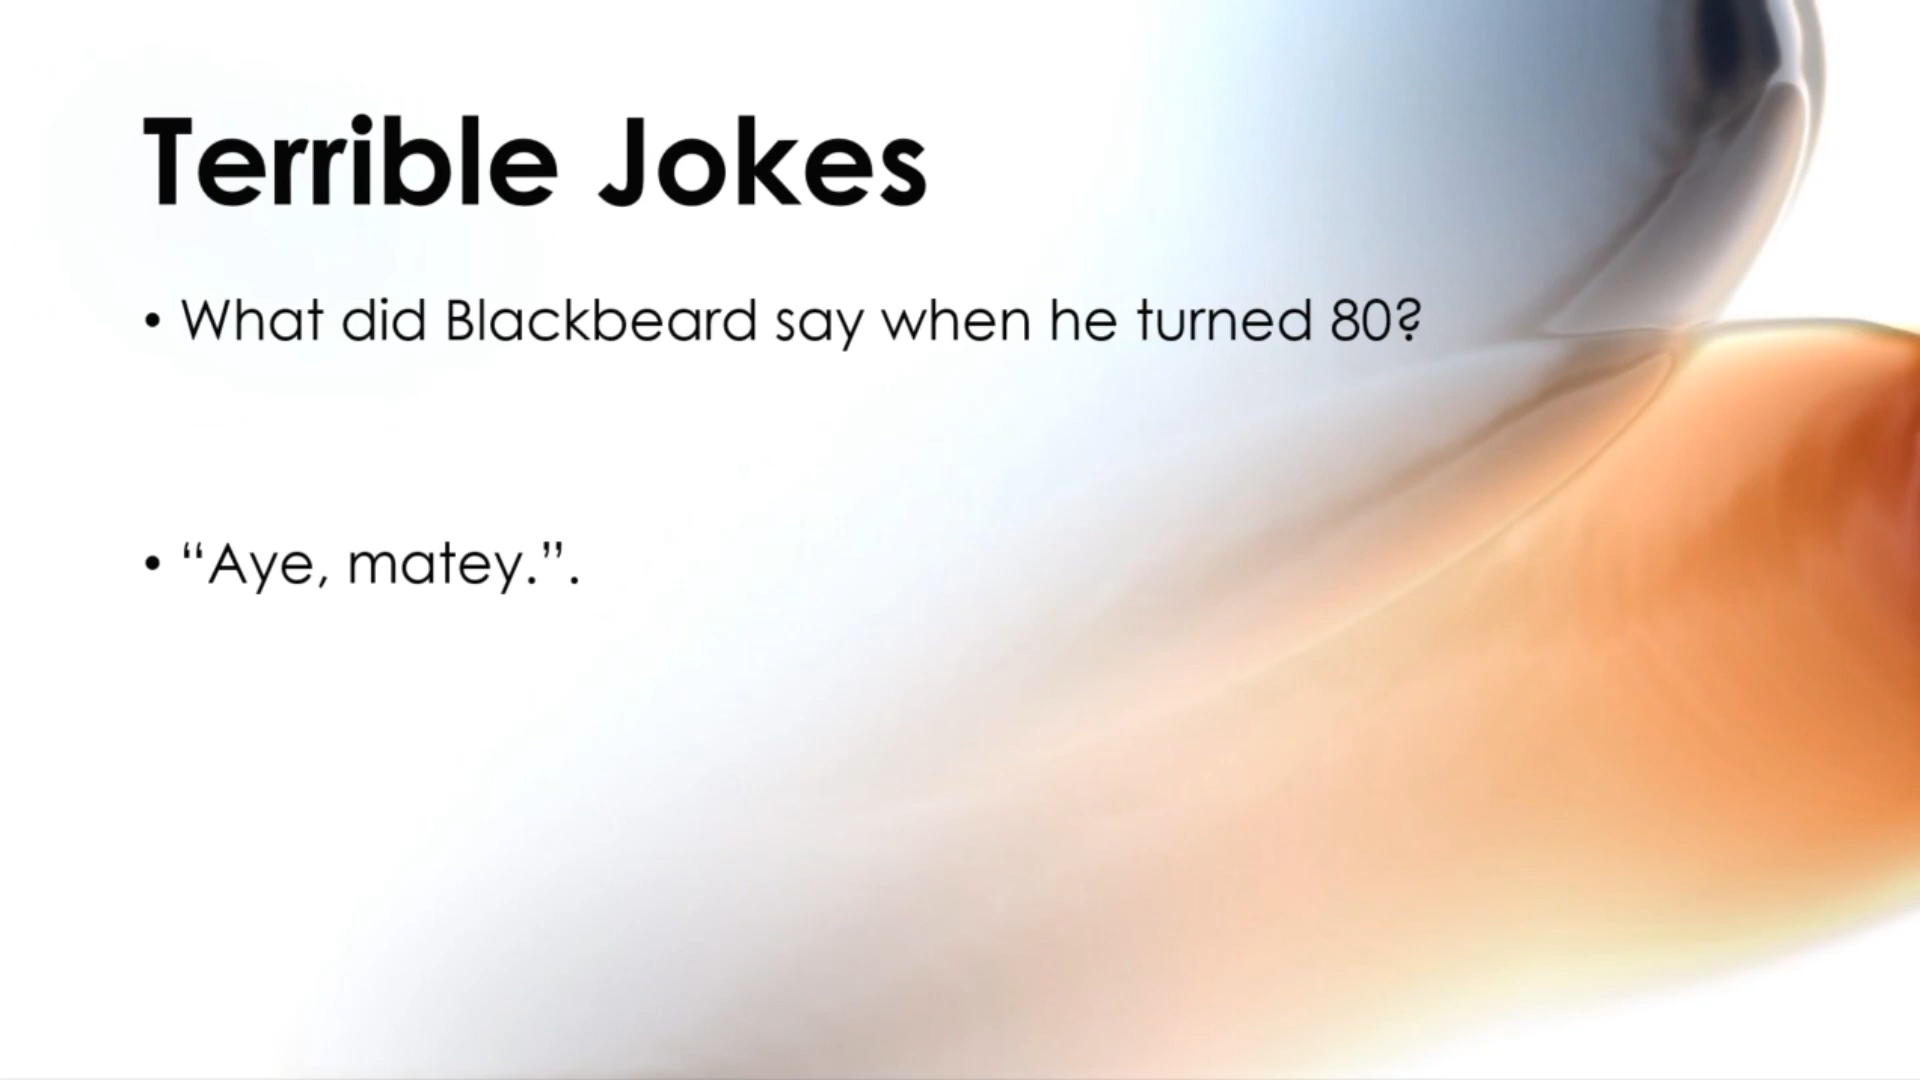 Terrible Jokes
• What did Blackbeard say when he turned 80?
• “Aye, matey.”.